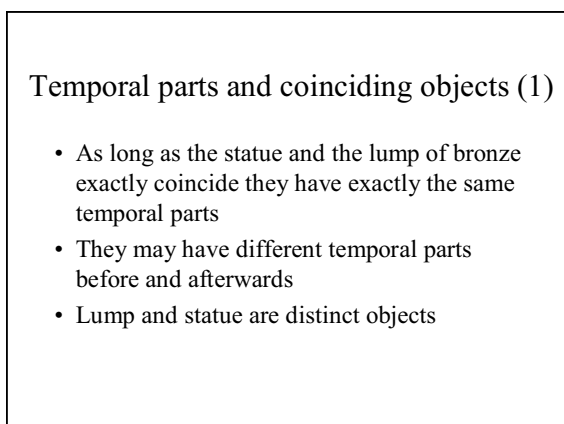 Temporal parts and coinciding objects (1)
• As long as the statue and the lump of bronze
exactly coincide they have exactly the same
temporal parts
• They may have different temporal parts
before and afterwards
• Lump and statue are distinct objects